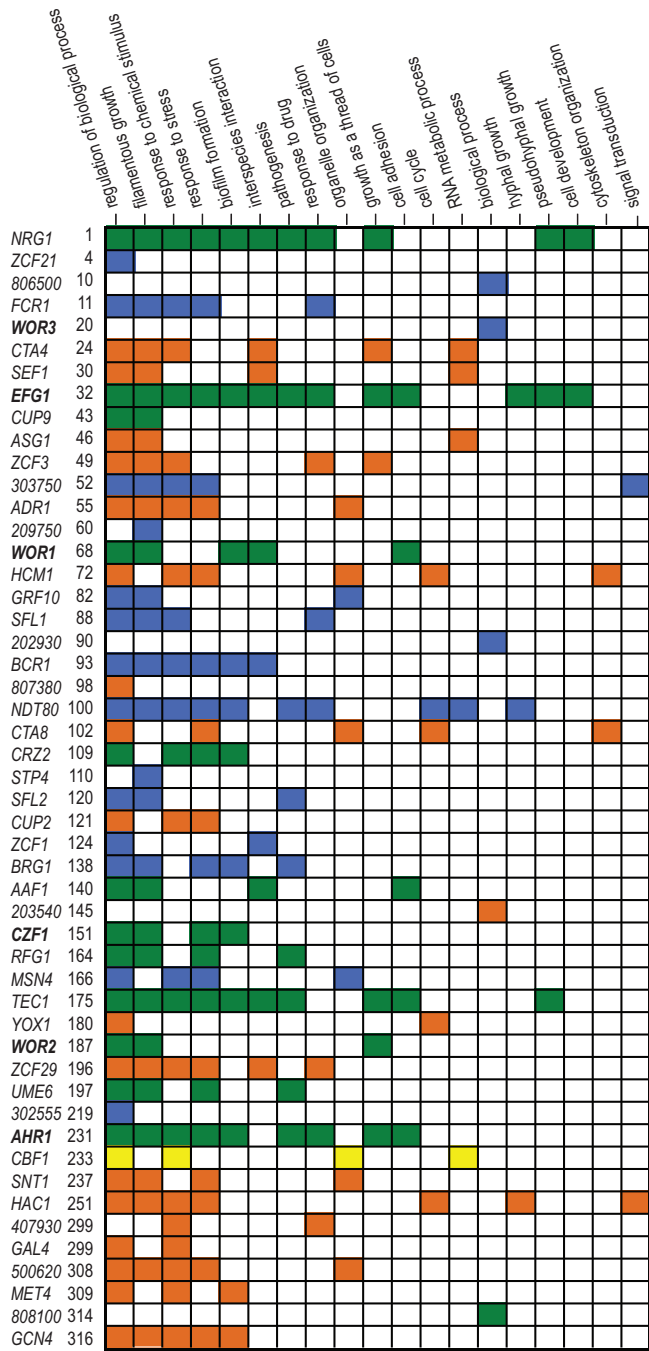 regulation of biological process
filamentous growth
response to chemical stimulus
response to stress
biofilm formation
interspecies interaction
pathogenesis
response to drug
organelle organization
growth as a thread of cells
cell adhesion
cell cycle
RNA metabolic process
biological process
hyphal growth
pseudohyphal growth
cell development
cytoskeleton organization
signal transduction
NRG1 1
ZCF21 4
806500 10
FCR1 11
WOR3 20
CTA4 24
SEF1 30
EFG1 32
CUP9 43
ASG1 46
ZCF3 49
303750 52
ADR1 55
209750 60
WOR1 68
HCM1 72
GRF10 82
SFL1 88
202930 90
BCR1 93
807380 98
NDT80 100
CTA8 102
CRZ2 109
STP4 110
SFL2 120
CUP2 121
ZCF1 124
BRG1 138
AAF1 140
203540 145
CZF1 151
RFG1 164
MSN4 166
TEC1 175
YOX1 180
WOR2 187
ZCF29 196
UME6 197
302555 219
AHR1 231
CBF1 233
SNT1 237
HAC1 251
407930 299
GAL4 299
500620 308
MET4 309
808100 314
GCN4 316